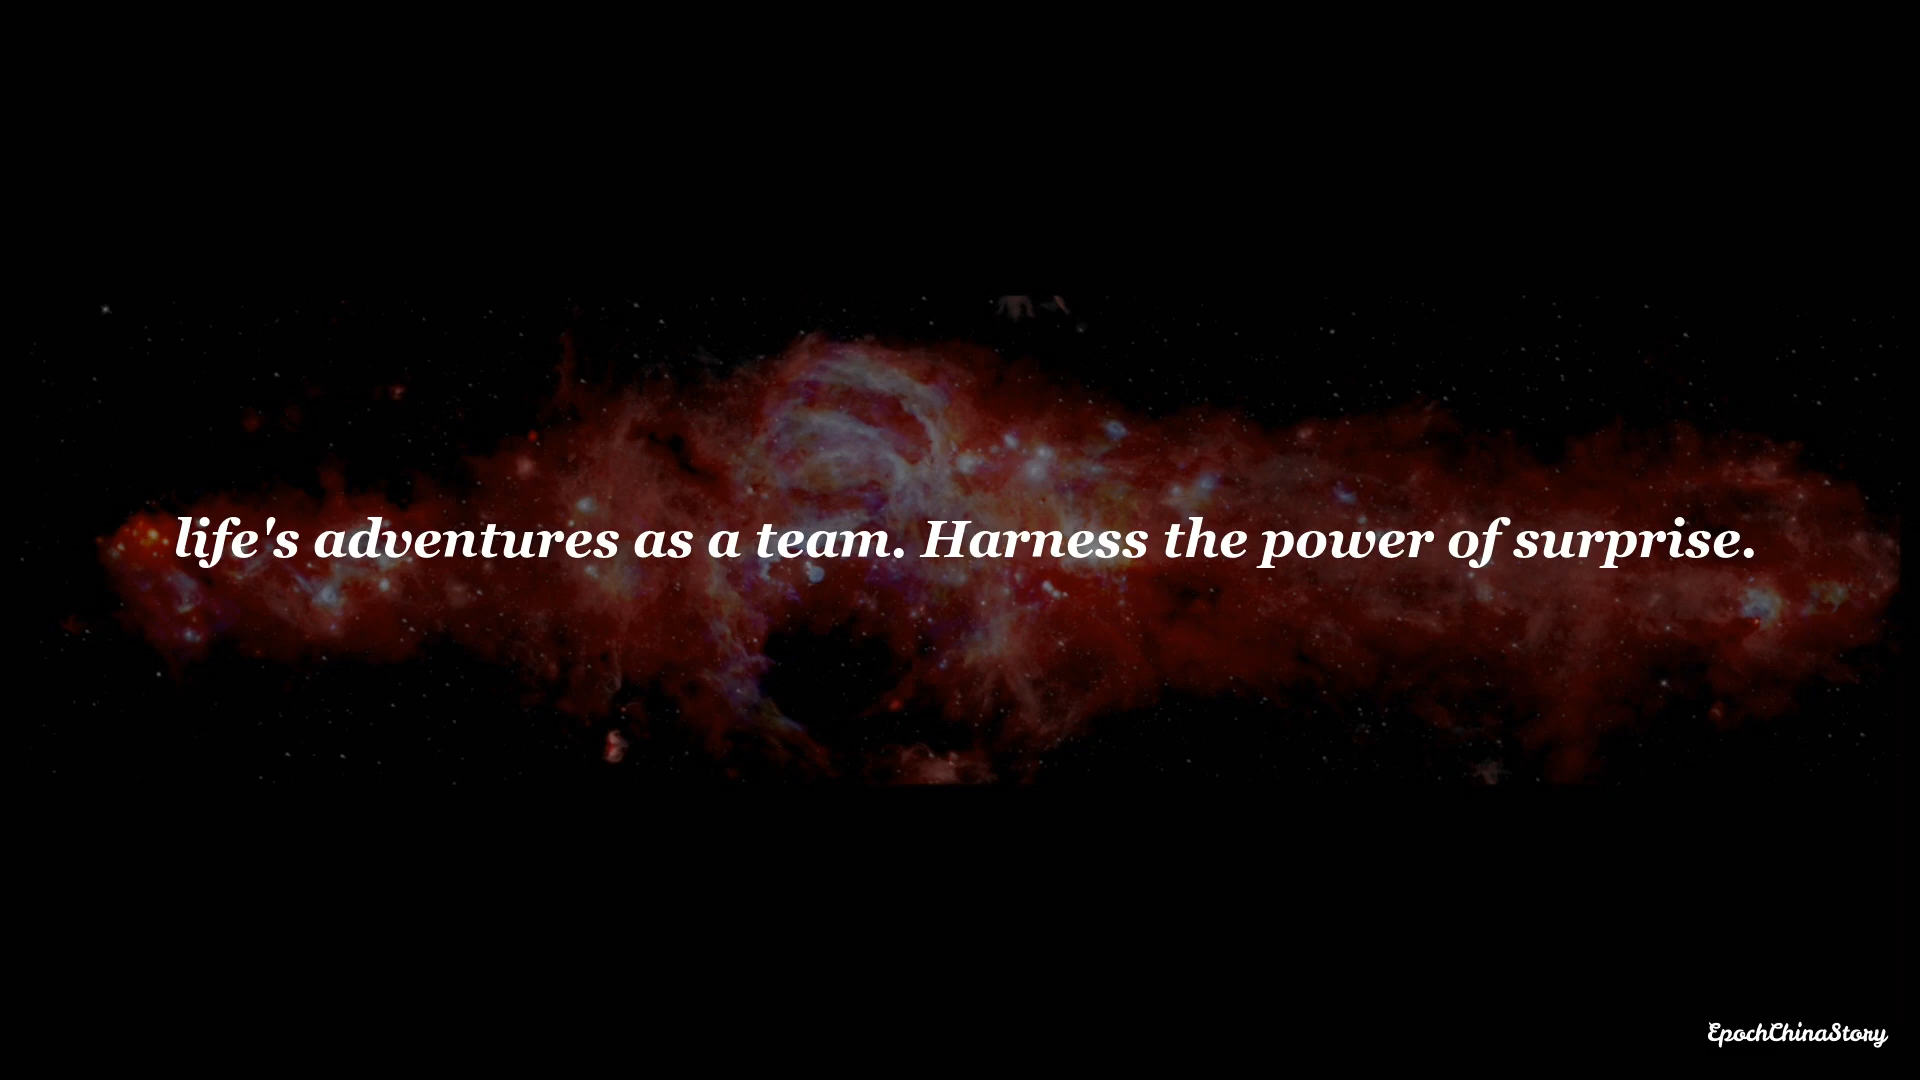 life's adventures as a team. Harness the power of surprise.
EpochChinaStory